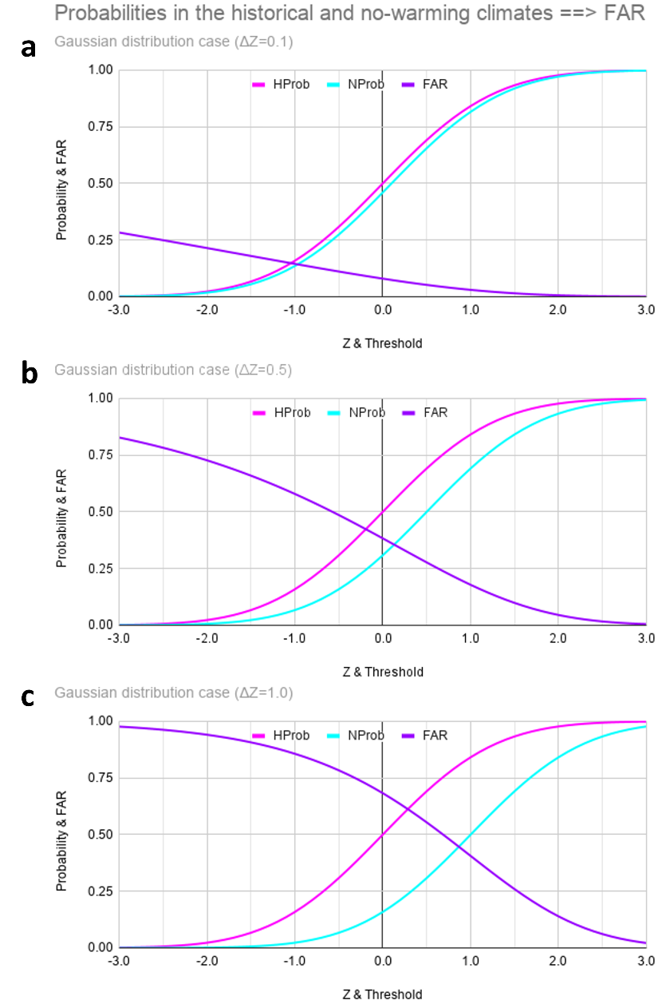 Probabilities in the historical and no-warming climates ==> FAR
a
Gaussian distribution case (ΔZ=0.1)
HProb NProb FAR
1.00
0.75
0.50
0.25
0.00
Probability & FAR
-3.0 -2.0 -1.0 0.0 1.0 2.0 3.0
Z & Threshold
b
Gaussian distribution case (ΔZ=0.5)
HProb NProb FAR
1.00
0.75
0.50
0.25
0.00
Probability & FAR
-3.0 -2.0 -1.0 0.0 1.0 2.0 3.0
Z & Threshold
c
Gaussian distribution case (ΔZ=1.0)
HProb NProb FAR
1.00
0.75
0.50
0.25
0.00
Probability & FAR
-3.0 -2.0 -1.0 0.0 1.0 2.0 3.0
Z & Threshold